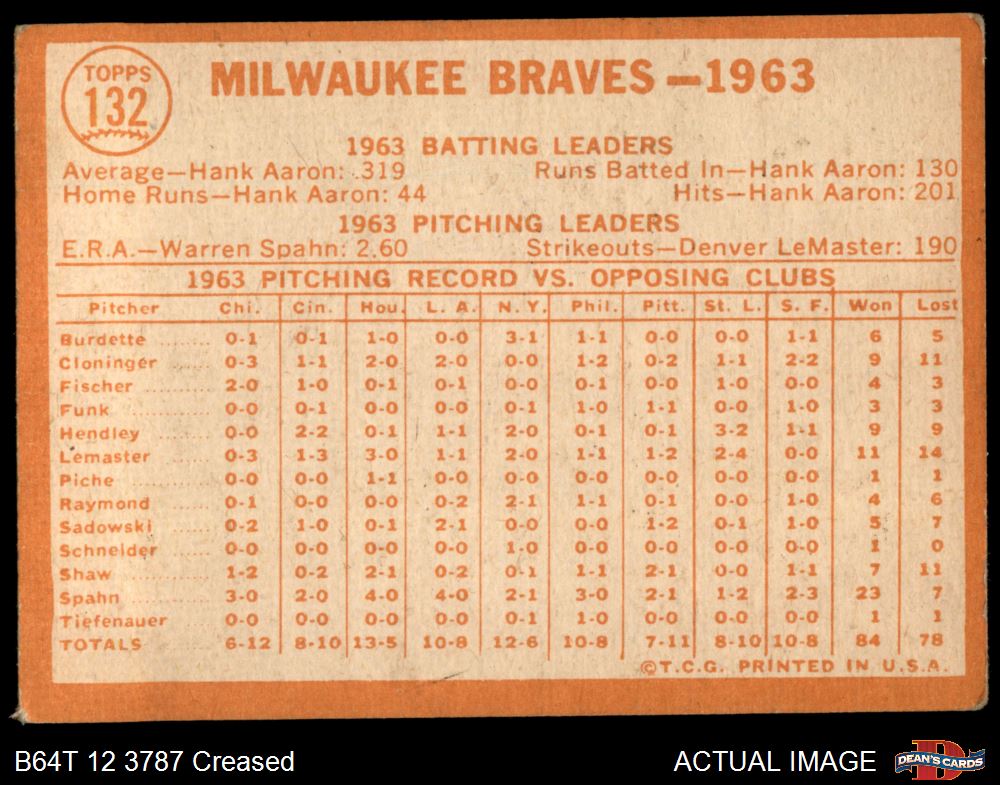 TOPPS
132
MILWAUKEE BRAVES—1963
1963 BATTING LEADERS
Average—Hank Aaron: .319 Runs Batted In—Hank Aaron: 130
Home Runs—Hank Aaron: 44 Hits—Hank Aaron: 201
1963 PITCHING LEADERS
E.R.A.—Warren Spahn: 2.60 Strikeouts—Denver LeMaster: 190
1963 PITCHING RECORD VS. OPPOSING CLUBS
Pitcher Chi. Cin. Hou. L. A. N. Y. Phil. Pitt. St. L. S. F. Won Lost
Burdette ........ 0-1 0-1 1-0 0-0 3-1 1-1 0-0 0-0 1-1 6 5
Cloninger ...... 0-3 1-1 2-0 2-0 0-0 1-2 0-2 1-1 2-2 9 11
Fischer .......... 2-0 1-0 0-1 0-1 0-0 0-1 0-0 1-0 0-0 4 3
Funk ............ 0-0 0-1 0-0 0-0 0-1 1-0 1-1 0-0 1-0 3 3
Hendley ........ 0-0 2-2 0-1 1-1 2-0 0-1 0-1 3-2 1-1 9 9
Lemaster ...... 0-3 1-3 3-0 1-1 2-0 1-1 1-2 2-4 0-0 11 14
Piche ............ 0-0 0-0 1-1 0-0 0-0 0-0 0-0 0-0 0-0 1 1
Raymond ...... 0-1 0-0 0-0 0-2 2-1 1-1 0-1 0-0 1-0 4 6
Sadowski ...... 0-2 1-0 0-1 2-1 0-0 0-0 1-2 0-1 1-0 5 7
Schneider ...... 0-0 0-0 0-0 0-0 1-0 0-0 0-0 0-0 0-0 1 0
Shaw ............ 1-2 0-2 2-1 0-2 0-1 1-1 2-1 0-0 1-1 7 11
Spahn .......... 3-0 2-0 4-0 4-0 2-1 3-0 2-1 1-2 2-3 23 7
Tiefenauer .... 0-0 0-0 0-0 0-0 0-1 1-0 0-0 0-0 0-0 1 1
TOTALS 6-12 8-10 13-5 10-8 12-6 10-8 7-11 8-10 10-8 84 78
©T.C.G. PRINTED IN U.S.A.
B64T 12 3787 Creased ACTUAL IMAGE
D
DEAN'S CARDS